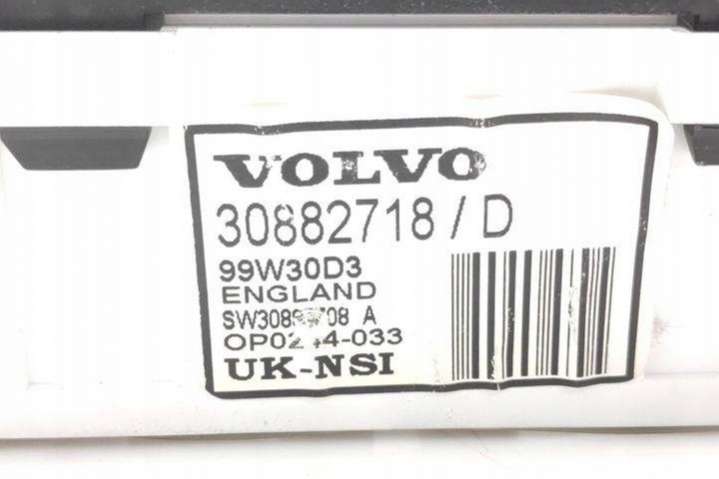 VOLVO
30882718 / D
99W30D3
ENGLAND
A
UK-NSI